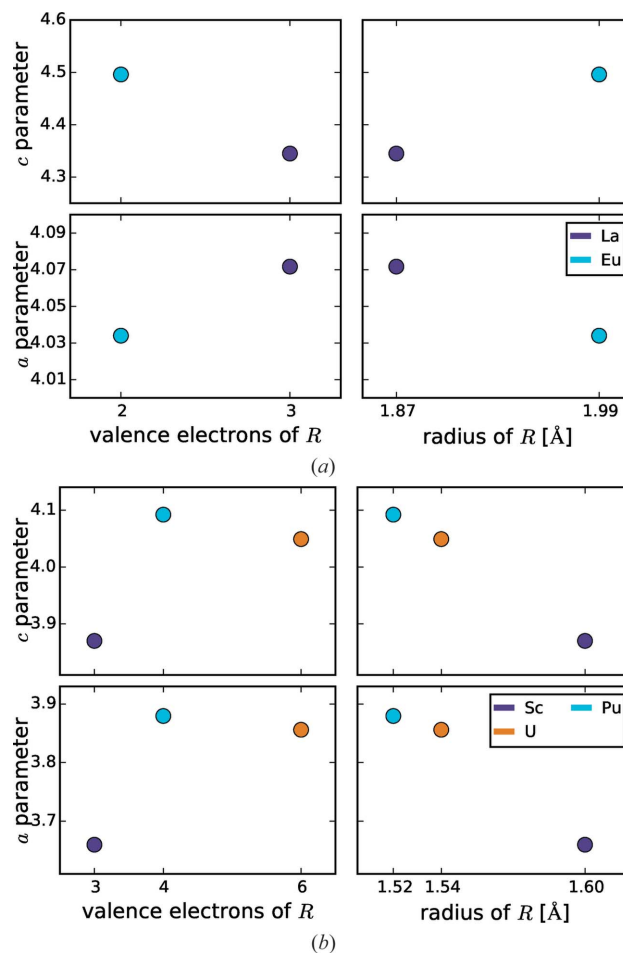 4.6
4.5
4.4
4.3
c parameter
4.09
4.07
4.05
4.03
4.01
a parameter
La
Eu
2 3
1.87 1.99
valence electrons of R
radius of R [Å]
(a)
4.1
4.0
3.9
c parameter
3.9
3.8
3.7
a parameter
Sc Pu
U
3 4 6
1.52 1.54 1.60
valence electrons of R
radius of R [Å]
(b)